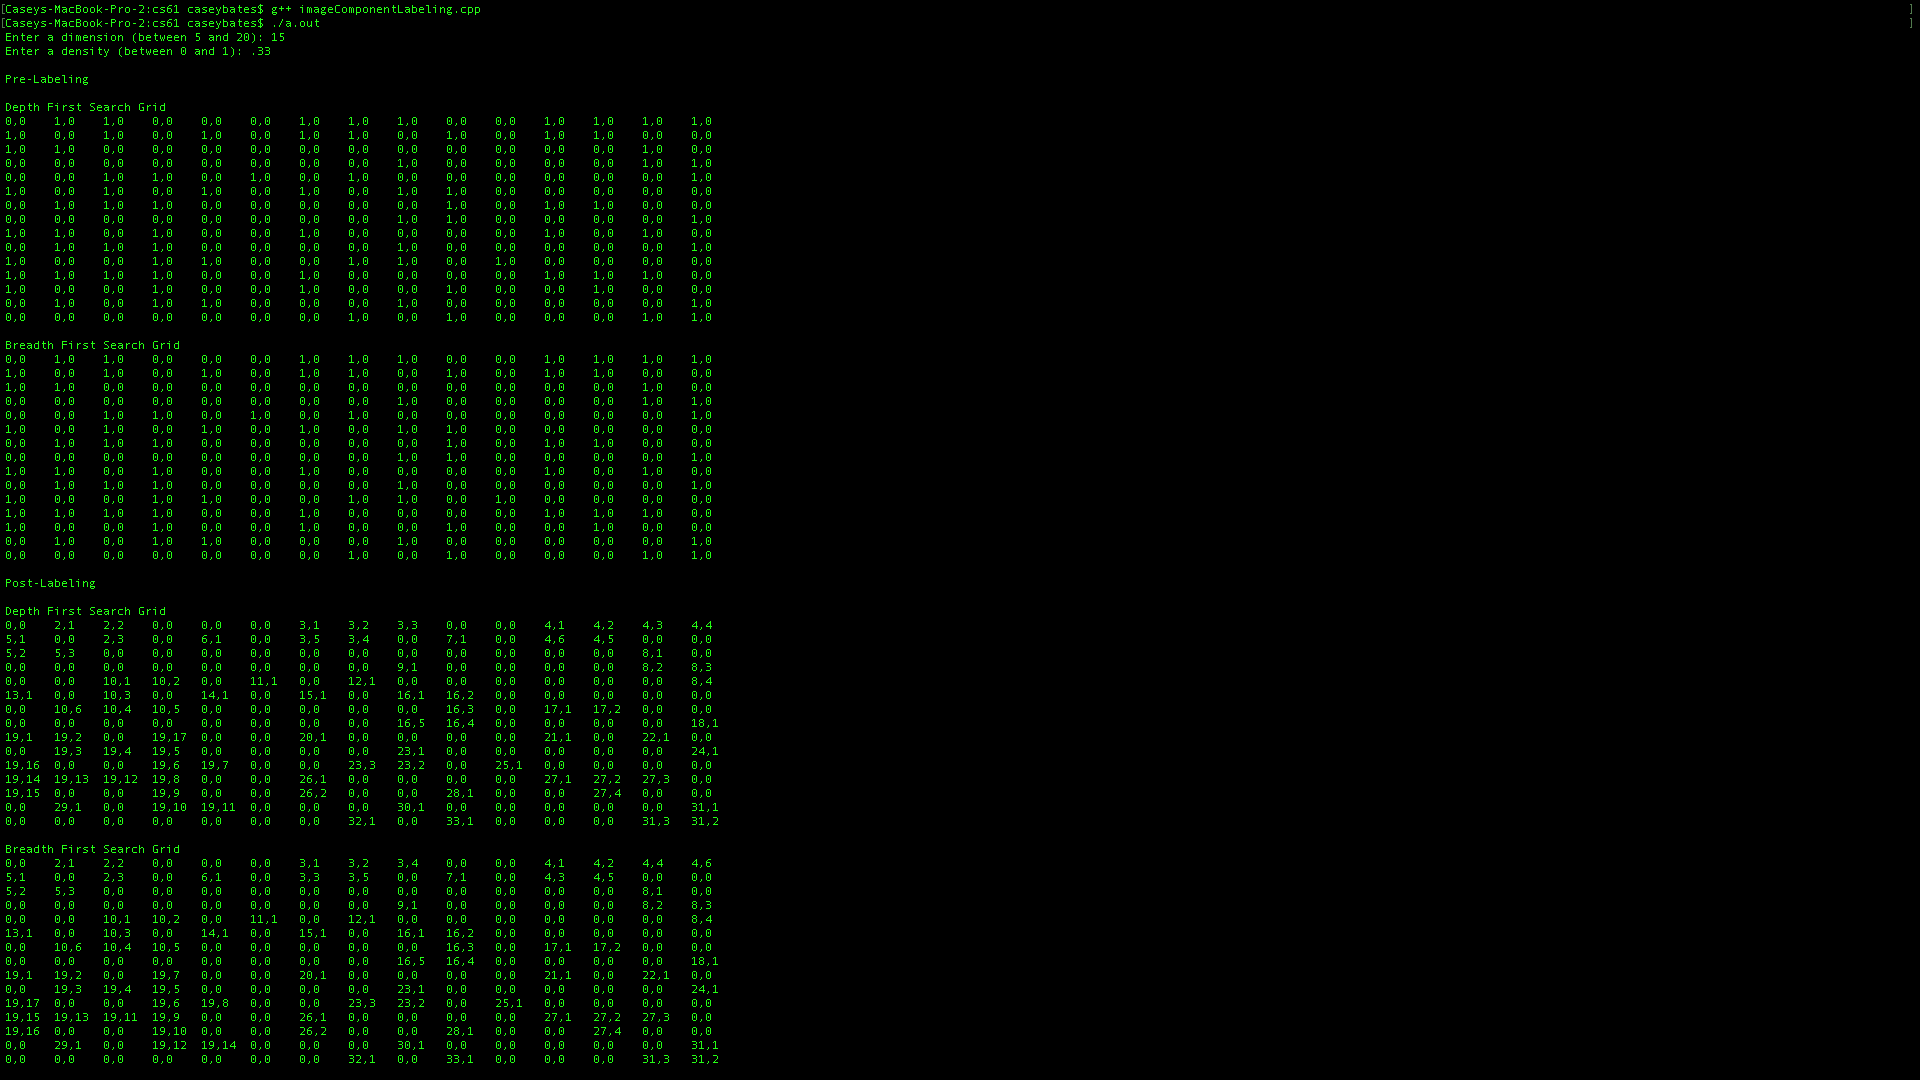 [Caseys-MacBook-Pro-2:cs61 caseybates$ g++ imageComponentLabeling.cpp ]
[Caseys-MacBook-Pro-2:cs61 caseybates$ ./a.out ]
Enter a dimension (between 5 and 20): 15
Enter a density (between 0 and 1): .33
Pre-Labeling
Depth First Search Grid
0,0 1,0 1,0 0,0 0,0 0,0 1,0 1,0 1,0 0,0 0,0 1,0 1,0 1,0 1,0
1,0 0,0 1,0 0,0 1,0 0,0 1,0 1,0 0,0 1,0 0,0 1,0 1,0 0,0 0,0
1,0 1,0 0,0 0,0 0,0 0,0 0,0 0,0 0,0 0,0 0,0 0,0 0,0 1,0 0,0
0,0 0,0 0,0 0,0 0,0 0,0 0,0 0,0 1,0 0,0 0,0 0,0 0,0 1,0 1,0
0,0 0,0 1,0 1,0 0,0 1,0 0,0 1,0 0,0 0,0 0,0 0,0 0,0 0,0 1,0
1,0 0,0 1,0 0,0 1,0 0,0 1,0 0,0 1,0 1,0 0,0 0,0 0,0 0,0 0,0
0,0 1,0 1,0 1,0 0,0 0,0 0,0 0,0 0,0 1,0 0,0 1,0 1,0 0,0 0,0
0,0 0,0 0,0 0,0 0,0 0,0 0,0 0,0 1,0 1,0 0,0 0,0 0,0 0,0 1,0
1,0 1,0 0,0 1,0 0,0 0,0 1,0 0,0 0,0 0,0 0,0 1,0 0,0 1,0 0,0
0,0 1,0 1,0 1,0 0,0 0,0 0,0 0,0 1,0 0,0 0,0 0,0 0,0 0,0 1,0
1,0 0,0 0,0 1,0 1,0 0,0 0,0 1,0 1,0 0,0 1,0 0,0 0,0 0,0 0,0
1,0 1,0 1,0 1,0 0,0 0,0 1,0 0,0 0,0 0,0 0,0 1,0 1,0 1,0 0,0
1,0 0,0 0,0 1,0 0,0 0,0 1,0 0,0 0,0 1,0 0,0 0,0 1,0 0,0 0,0
0,0 1,0 0,0 1,0 1,0 0,0 0,0 0,0 1,0 0,0 0,0 0,0 0,0 0,0 1,0
0,0 0,0 0,0 0,0 0,0 0,0 0,0 1,0 0,0 1,0 0,0 0,0 0,0 1,0 1,0
Breadth First Search Grid
0,0 1,0 1,0 0,0 0,0 0,0 1,0 1,0 1,0 0,0 0,0 1,0 1,0 1,0 1,0
1,0 0,0 1,0 0,0 1,0 0,0 1,0 1,0 0,0 1,0 0,0 1,0 1,0 0,0 0,0
1,0 1,0 0,0 0,0 0,0 0,0 0,0 0,0 0,0 0,0 0,0 0,0 0,0 1,0 0,0
0,0 0,0 0,0 0,0 0,0 0,0 0,0 0,0 1,0 0,0 0,0 0,0 0,0 1,0 1,0
0,0 0,0 1,0 1,0 0,0 1,0 0,0 1,0 0,0 0,0 0,0 0,0 0,0 0,0 1,0
1,0 0,0 1,0 0,0 1,0 0,0 1,0 0,0 1,0 1,0 0,0 0,0 0,0 0,0 0,0
0,0 1,0 1,0 1,0 0,0 0,0 0,0 0,0 0,0 1,0 0,0 1,0 1,0 0,0 0,0
0,0 0,0 0,0 0,0 0,0 0,0 0,0 0,0 1,0 1,0 0,0 0,0 0,0 0,0 1,0
1,0 1,0 0,0 1,0 0,0 0,0 1,0 0,0 0,0 0,0 0,0 1,0 0,0 1,0 0,0
0,0 1,0 1,0 1,0 0,0 0,0 0,0 0,0 1,0 0,0 0,0 0,0 0,0 0,0 1,0
1,0 0,0 0,0 1,0 1,0 0,0 0,0 1,0 1,0 0,0 1,0 0,0 0,0 0,0 0,0
1,0 1,0 1,0 1,0 0,0 0,0 1,0 0,0 0,0 0,0 0,0 1,0 1,0 1,0 0,0
1,0 0,0 0,0 1,0 0,0 0,0 1,0 0,0 0,0 1,0 0,0 0,0 1,0 0,0 0,0
0,0 1,0 0,0 1,0 1,0 0,0 0,0 0,0 1,0 0,0 0,0 0,0 0,0 0,0 1,0
0,0 0,0 0,0 0,0 0,0 0,0 0,0 1,0 0,0 1,0 0,0 0,0 0,0 1,0 1,0
Post-Labeling
Depth First Search Grid
0,0 2,1 2,2 0,0 0,0 0,0 3,1 3,2 3,3 0,0 0,0 4,1 4,2 4,3 4,4
5,1 0,0 2,3 0,0 6,1 0,0 3,5 3,4 0,0 7,1 0,0 4,6 4,5 0,0 0,0
5,2 5,3 0,0 0,0 0,0 0,0 0,0 0,0 0,0 0,0 0,0 0,0 0,0 8,1 0,0
0,0 0,0 0,0 0,0 0,0 0,0 0,0 0,0 9,1 0,0 0,0 0,0 0,0 8,2 8,3
0,0 0,0 10,1 10,2 0,0 11,1 0,0 12,1 0,0 0,0 0,0 0,0 0,0 0,0 8,4
13,1 0,0 10,3 0,0 14,1 0,0 15,1 0,0 16,1 16,2 0,0 0,0 0,0 0,0 0,0
0,0 10,6 10,4 10,5 0,0 0,0 0,0 0,0 0,0 16,3 0,0 17,1 17,2 0,0 0,0
0,0 0,0 0,0 0,0 0,0 0,0 0,0 0,0 16,5 16,4 0,0 0,0 0,0 0,0 18,1
19,1 19,2 0,0 19,17 0,0 0,0 20,1 0,0 0,0 0,0 0,0 21,1 0,0 22,1 0,0
0,0 19,3 19,4 19,5 0,0 0,0 0,0 0,0 23,1 0,0 0,0 0,0 0,0 0,0 24,1
19,16 0,0 0,0 19,6 19,7 0,0 0,0 23,3 23,2 0,0 25,1 0,0 0,0 0,0 0,0
19,14 19,13 19,12 19,8 0,0 0,0 26,1 0,0 0,0 0,0 0,0 27,1 27,2 27,3 0,0
19,15 0,0 0,0 19,9 0,0 0,0 26,2 0,0 0,0 28,1 0,0 0,0 27,4 0,0 0,0
0,0 29,1 0,0 19,10 19,11 0,0 0,0 0,0 30,1 0,0 0,0 0,0 0,0 0,0 31,1
0,0 0,0 0,0 0,0 0,0 0,0 0,0 32,1 0,0 33,1 0,0 0,0 0,0 31,3 31,2
Breadth First Search Grid
0,0 2,1 2,2 0,0 0,0 0,0 3,1 3,2 3,4 0,0 0,0 4,1 4,2 4,4 4,6
5,1 0,0 2,3 0,0 6,1 0,0 3,3 3,5 0,0 7,1 0,0 4,3 4,5 0,0 0,0
5,2 5,3 0,0 0,0 0,0 0,0 0,0 0,0 0,0 0,0 0,0 0,0 0,0 8,1 0,0
0,0 0,0 0,0 0,0 0,0 0,0 0,0 0,0 9,1 0,0 0,0 0,0 0,0 8,2 8,3
0,0 0,0 10,1 10,2 0,0 11,1 0,0 12,1 0,0 0,0 0,0 0,0 0,0 0,0 8,4
13,1 0,0 10,3 0,0 14,1 0,0 15,1 0,0 16,1 16,2 0,0 0,0 0,0 0,0 0,0
0,0 10,6 10,4 10,5 0,0 0,0 0,0 0,0 0,0 16,3 0,0 17,1 17,2 0,0 0,0
0,0 0,0 0,0 0,0 0,0 0,0 0,0 0,0 16,5 16,4 0,0 0,0 0,0 0,0 18,1
19,1 19,2 0,0 19,7 0,0 0,0 20,1 0,0 0,0 0,0 0,0 21,1 0,0 22,1 0,0
0,0 19,3 19,4 19,5 0,0 0,0 0,0 0,0 23,1 0,0 0,0 0,0 0,0 0,0 24,1
19,17 0,0 0,0 19,6 19,8 0,0 0,0 23,3 23,2 0,0 25,1 0,0 0,0 0,0 0,0
19,15 19,13 19,11 19,9 0,0 0,0 26,1 0,0 0,0 0,0 0,0 27,1 27,2 27,3 0,0
19,16 0,0 0,0 19,10 0,0 0,0 26,2 0,0 0,0 28,1 0,0 0,0 27,4 0,0 0,0
0,0 29,1 0,0 19,12 19,14 0,0 0,0 0,0 30,1 0,0 0,0 0,0 0,0 0,0 31,1
0,0 0,0 0,0 0,0 0,0 0,0 0,0 32,1 0,0 33,1 0,0 0,0 0,0 31,3 31,2